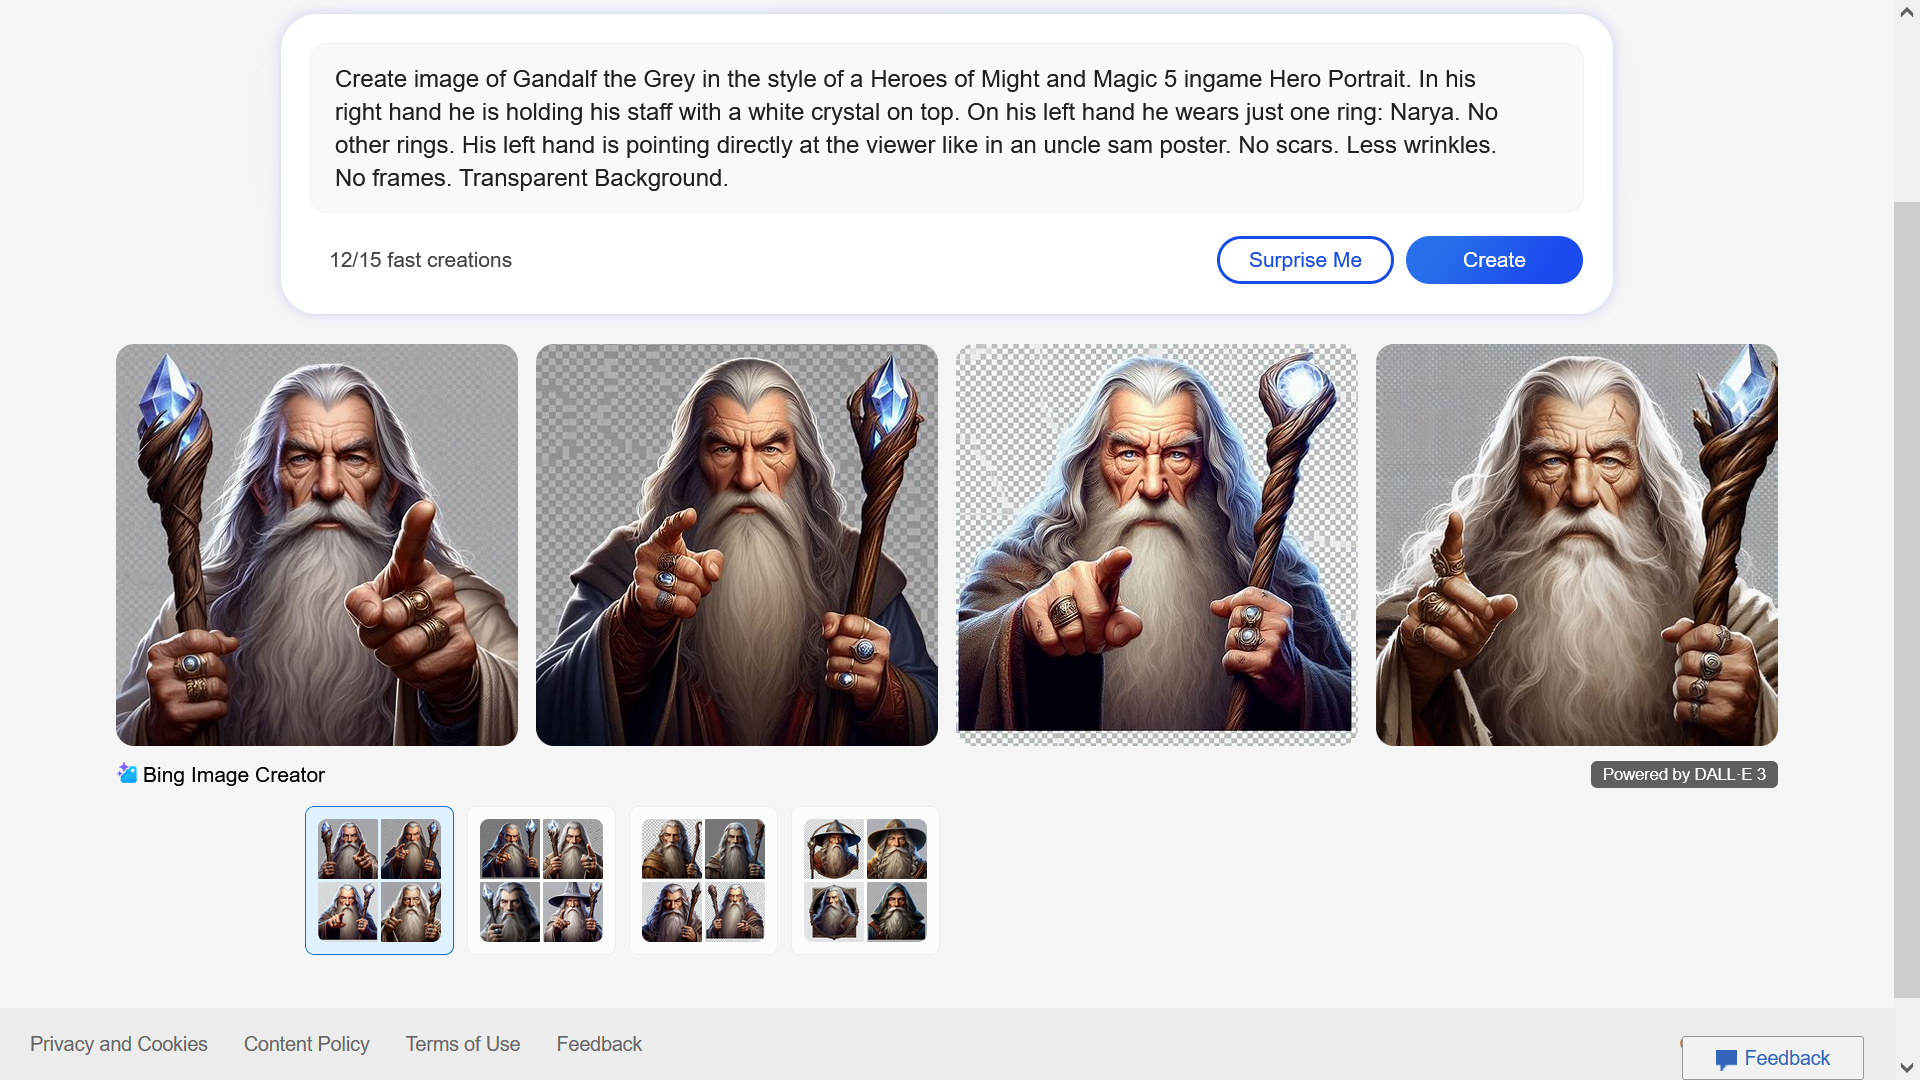 Create image of Gandalf the Grey in the style of a Heroes of Might and Magic 5 ingame Hero Portrait. In his
right hand he is holding his staff with a white crystal on top. On his left hand he wears just one ring: Narya. No
other rings. His left hand is pointing directly at the viewer like in an uncle sam poster. No scars. Less wrinkles.
No frames. Transparent Background.
12/15 fast creations
Surprise Me
Create
Bing Image Creator
Powered by DALL·E 3
Privacy and Cookies
Content Policy
Terms of Use
Feedback
Feedback